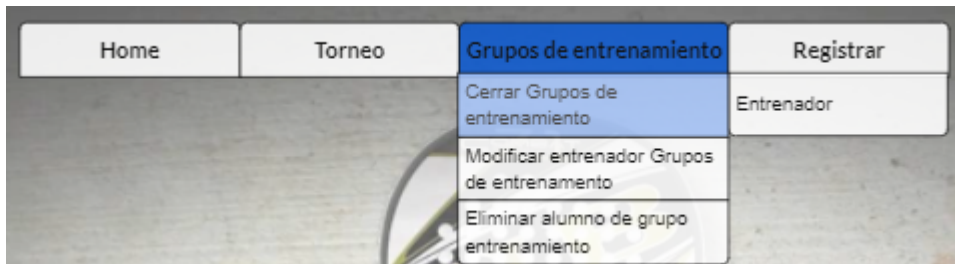 Home
Torneo
Grupos de entrenamiento
Registrar
Cerrar Grupos de
entrenamiento
Entrenador
Modificar entrenador Grupos
de entrenamento
Eliminar alumno de grupo
entrenamiento